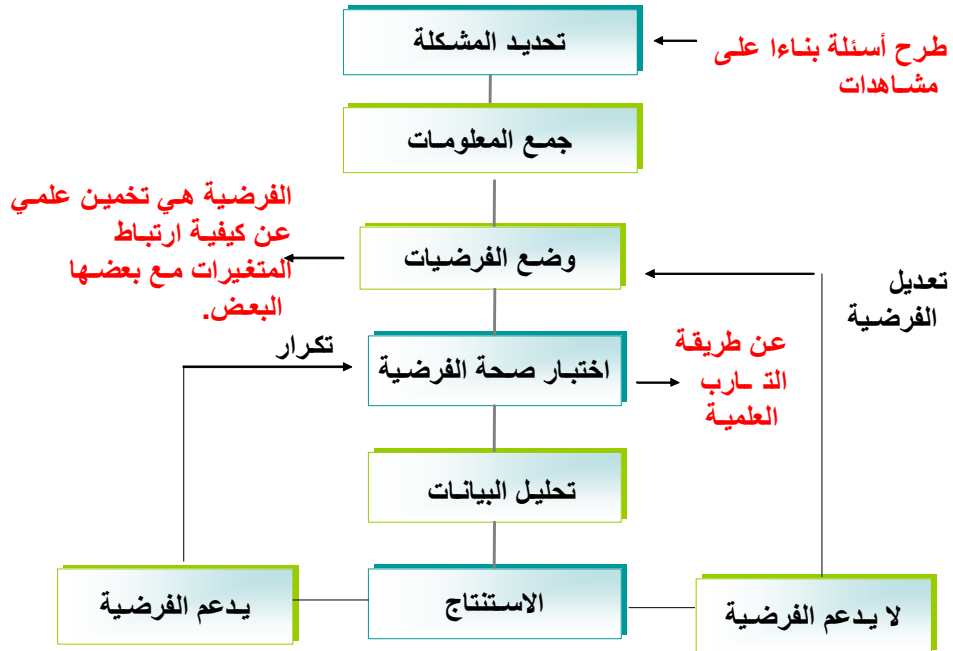 تحديد المشكلة
طرح أسئلة بناءا على
مشاهدات
جمع المعلومات
الفرضية هي تخمين علمي
عن كيفية ارتباط
المتغيرات مع بعضها
البعض.
وضع الفرضيات
تعديل
الفرضية
تكرار
اختبار صحة الفرضية
عن طريقة
العلمية
تحليل البيانات
لا يدعم الفرضية
الاستنتاج
يدعم الفرضية